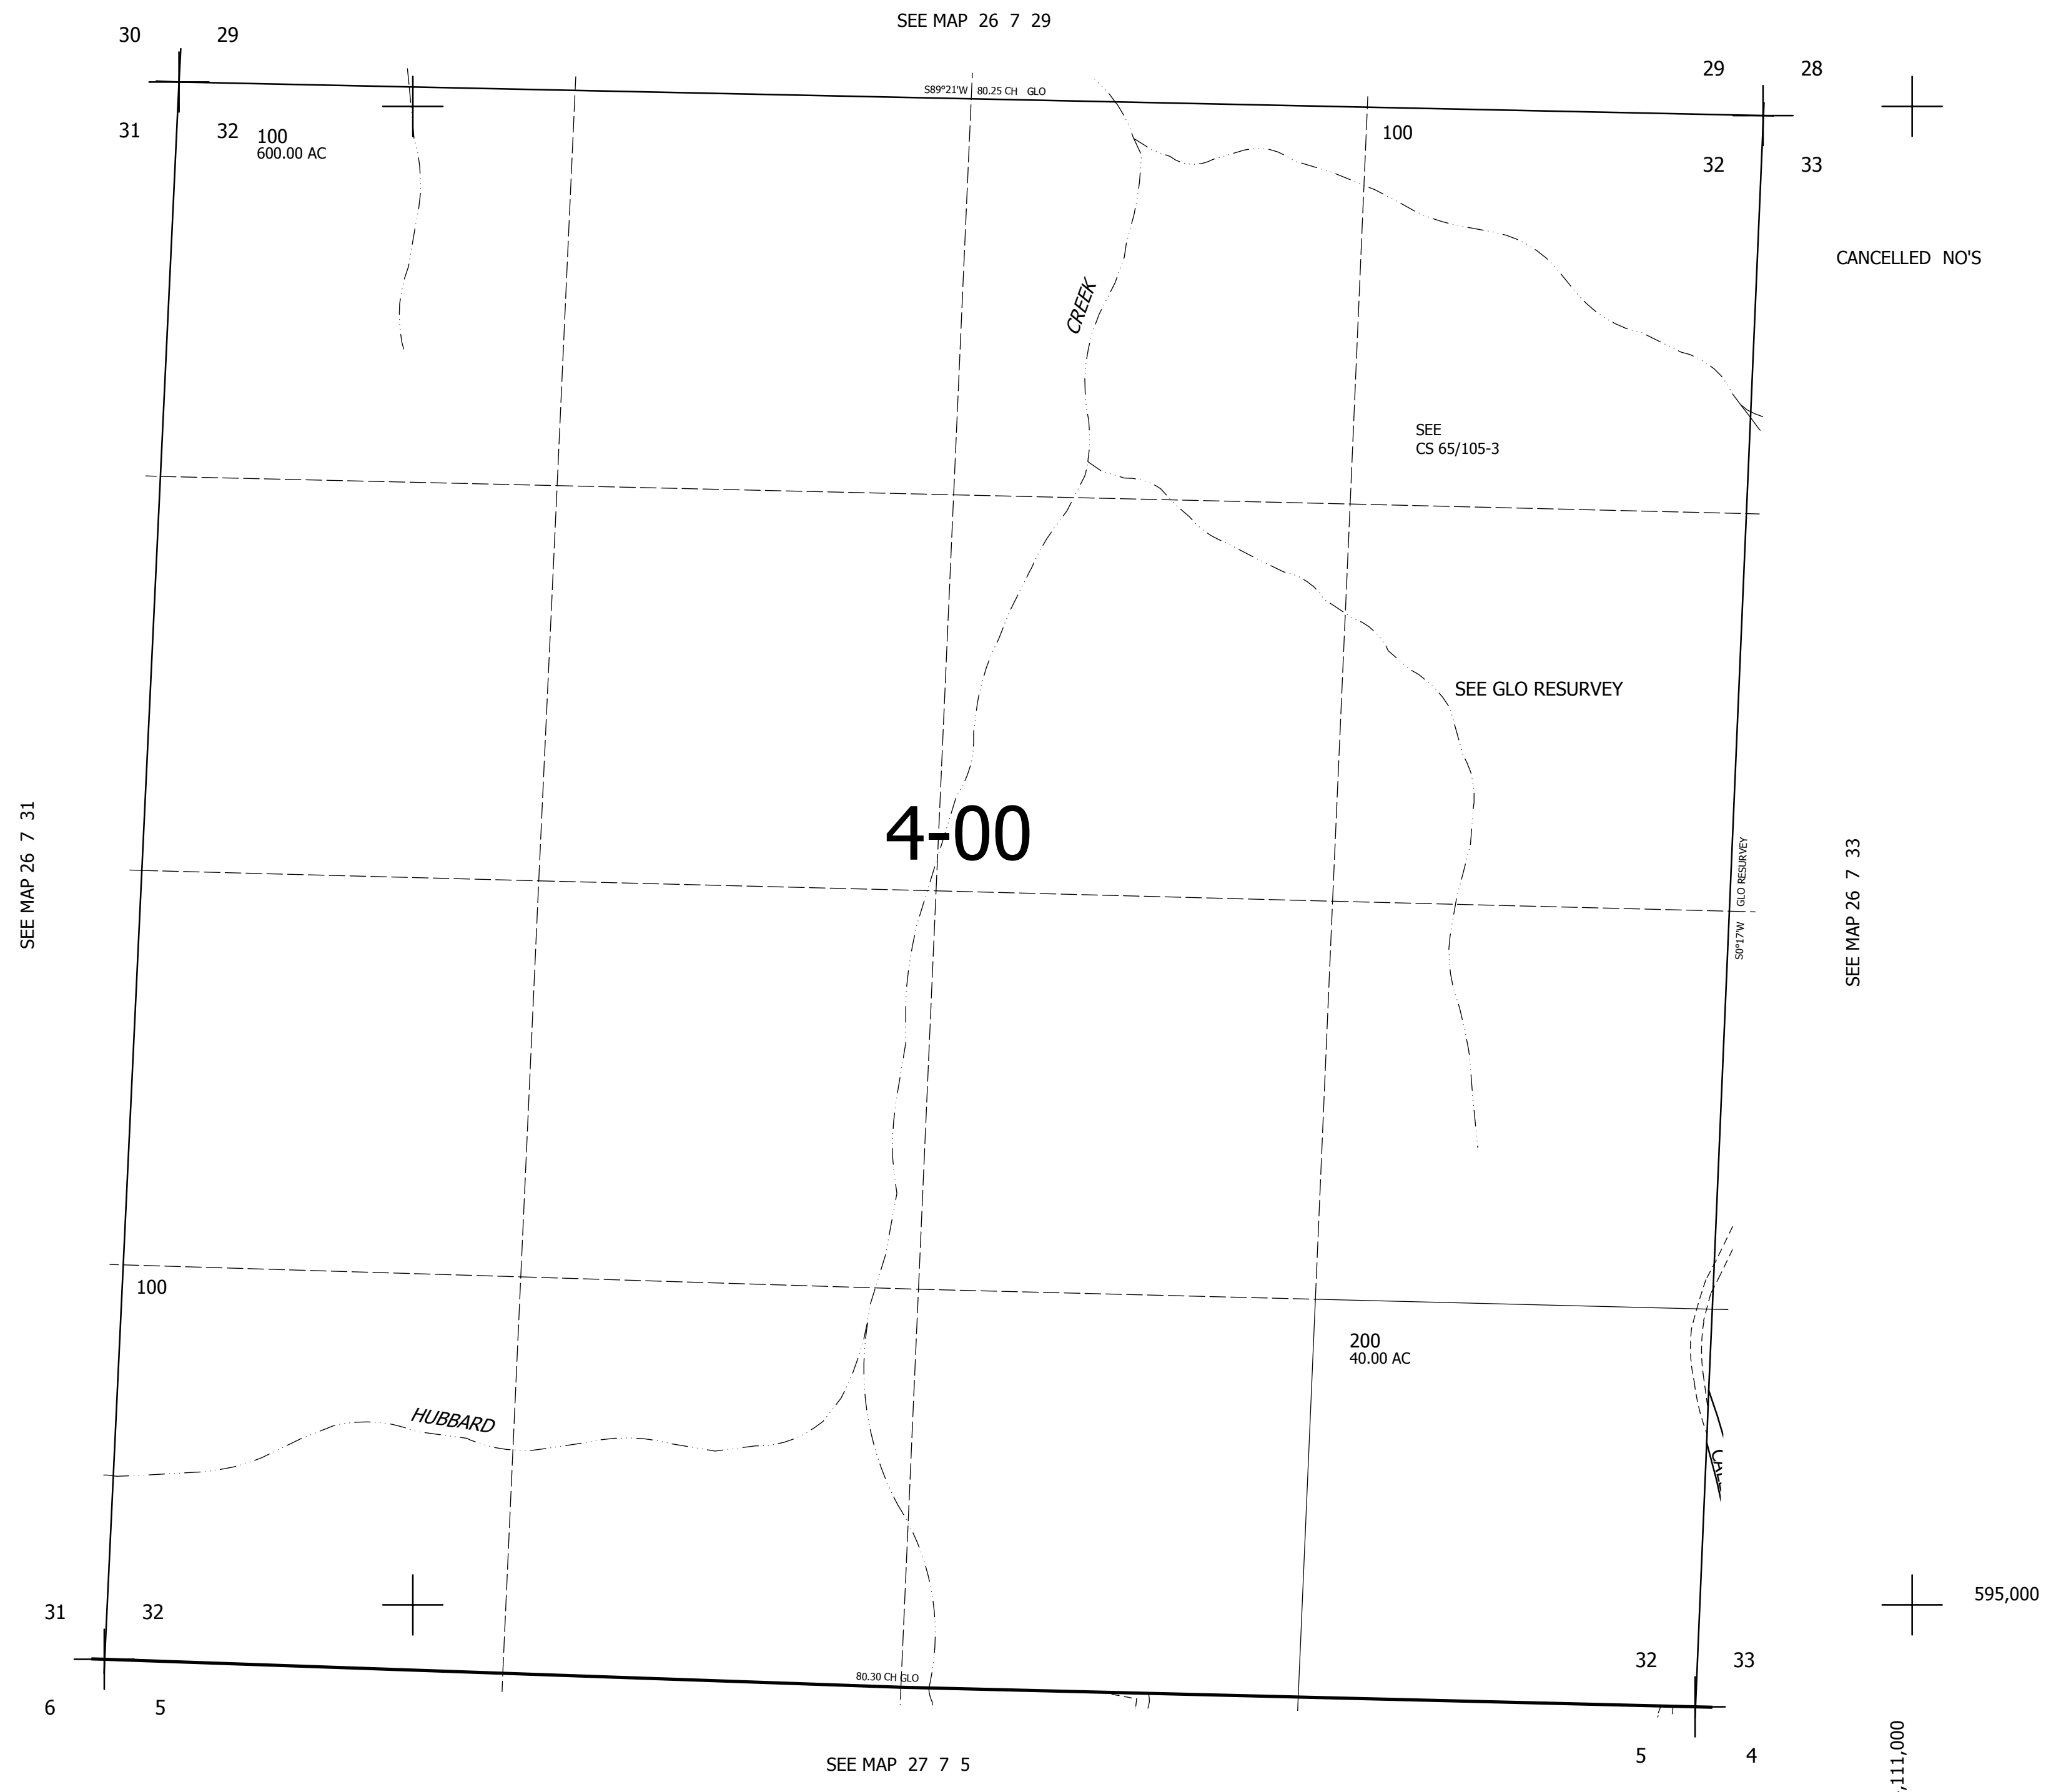 SEE MAP 26 7 29
30 29
29 28
S89°21'W 80.25 CH GLO
31 32
100
600.00 AC
100
32 33
CANCELLED NO'S
CREEK
SEE
CS 65/105-3
SEE GLO RESURVEY
4-00
SEE MAP 26 7 31
S0°17'W GLO RESURVEY
SEE MAP 26 7 33
100
200
40.00 AC
HUBBARD
31 32
595,000
32 33
80.30 CH GLO
6 5
5 4
SEE MAP 27 7 5
,111,000